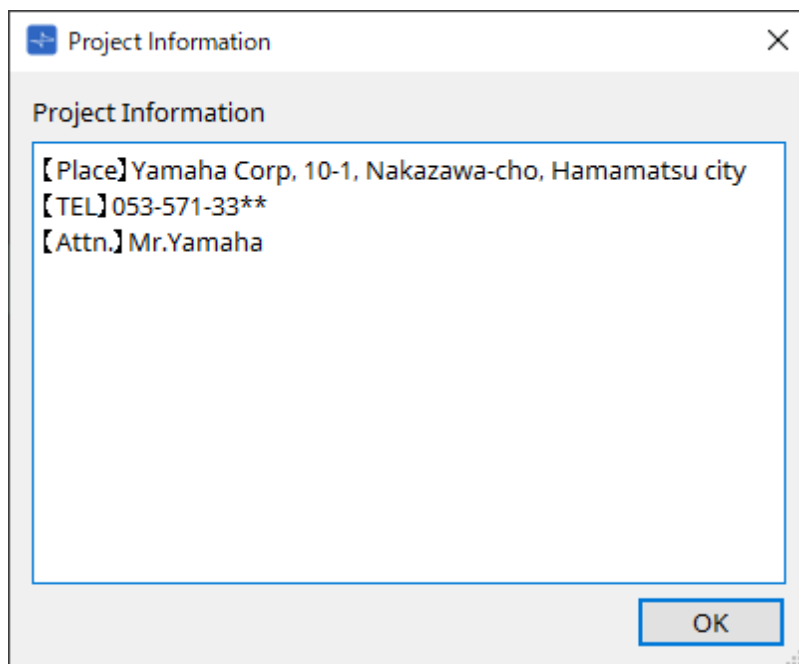 Project Information
Project Information
【Place】Yamaha Corp, 10-1, Nakazawa-cho, Hamamatsu city
【TEL】053-571-33**
【Attn.】Mr.Yamaha
OK